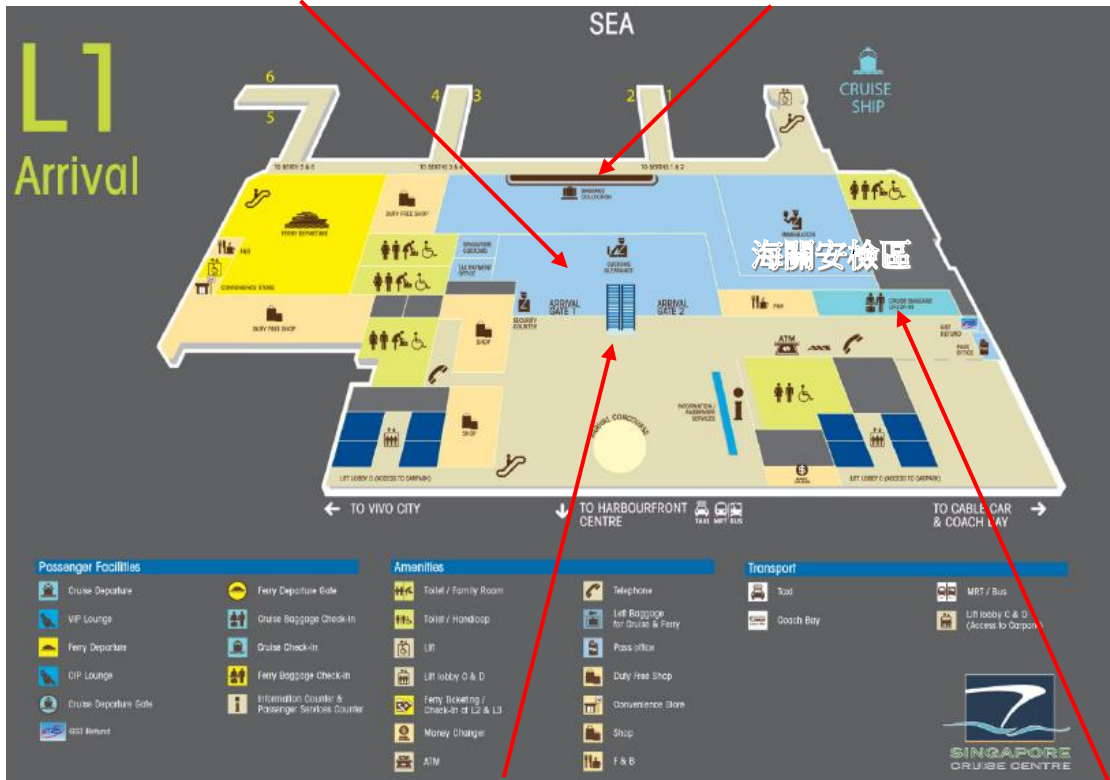 SEA
L1
Arrival
CRUISE
SHIP
6
5
4
3
2
1
TO BERTH 5 & 6
TO BERTHS 3 & 4
TO BERTHS 1 & 2
BAGGAGE
COLLECTION
DUTY FREE SHOP
FERRY DEPARTURE
IMMIGRATION
海關安檢區
SINGAPORE
CUSTOMS
TAX PAYMENT
OFFICE
CUSTOMS
CLEARANCE
F&B
CONVENIENCE STORE
ARRIVAL
GATE 1
ARRIVAL
GATE 2
F&B
CRUISE BAGGAGE
CHECK-IN
SECURITY
COUNTER
DUTY FREE SHOP
SHOP
ATM
GST
REFUND
PASS
OFFICE
INFORMATION /
PASSENGER
SERVICES
ARRIVAL CONCOURSE
SHOP
LIFT LOBBY D (ACCESS TO CARPARK)
LIFT LOBBY C (ACCESS TO CARPARK)
← TO VIVO CITY
↓ TO HARBOURFRONT
CENTRE
TAXI MRT BUS
TO CABLE CAR →
& COACH BAY
Passenger Facilities
Cruise Departure
VIP Lounge
Ferry Departure
CIP Lounge
Cruise Departure Gate
GST Refund
Ferry Departure Gate
Cruise Baggage Check-in
Cruise Check-in
Ferry Baggage Check-in
Information Counter &
Passenger Services Counter
Amenities
Toilet / Family Room
Toilet / Handicap
Lift
Lift lobby C & D
Ferry Ticketing /
Check-in at L2 & L3
Money Changer
ATM
Telephone
Left Baggage
for Cruise & Ferry
Pass office
Duty Free Shop
Convenience Store
Shop
F & B
Transport
Taxi
Coach Bay
MRT / Bus
Lift lobby C & D
(Access to Carpark)
SINGAPORE
CRUISE CENTRE